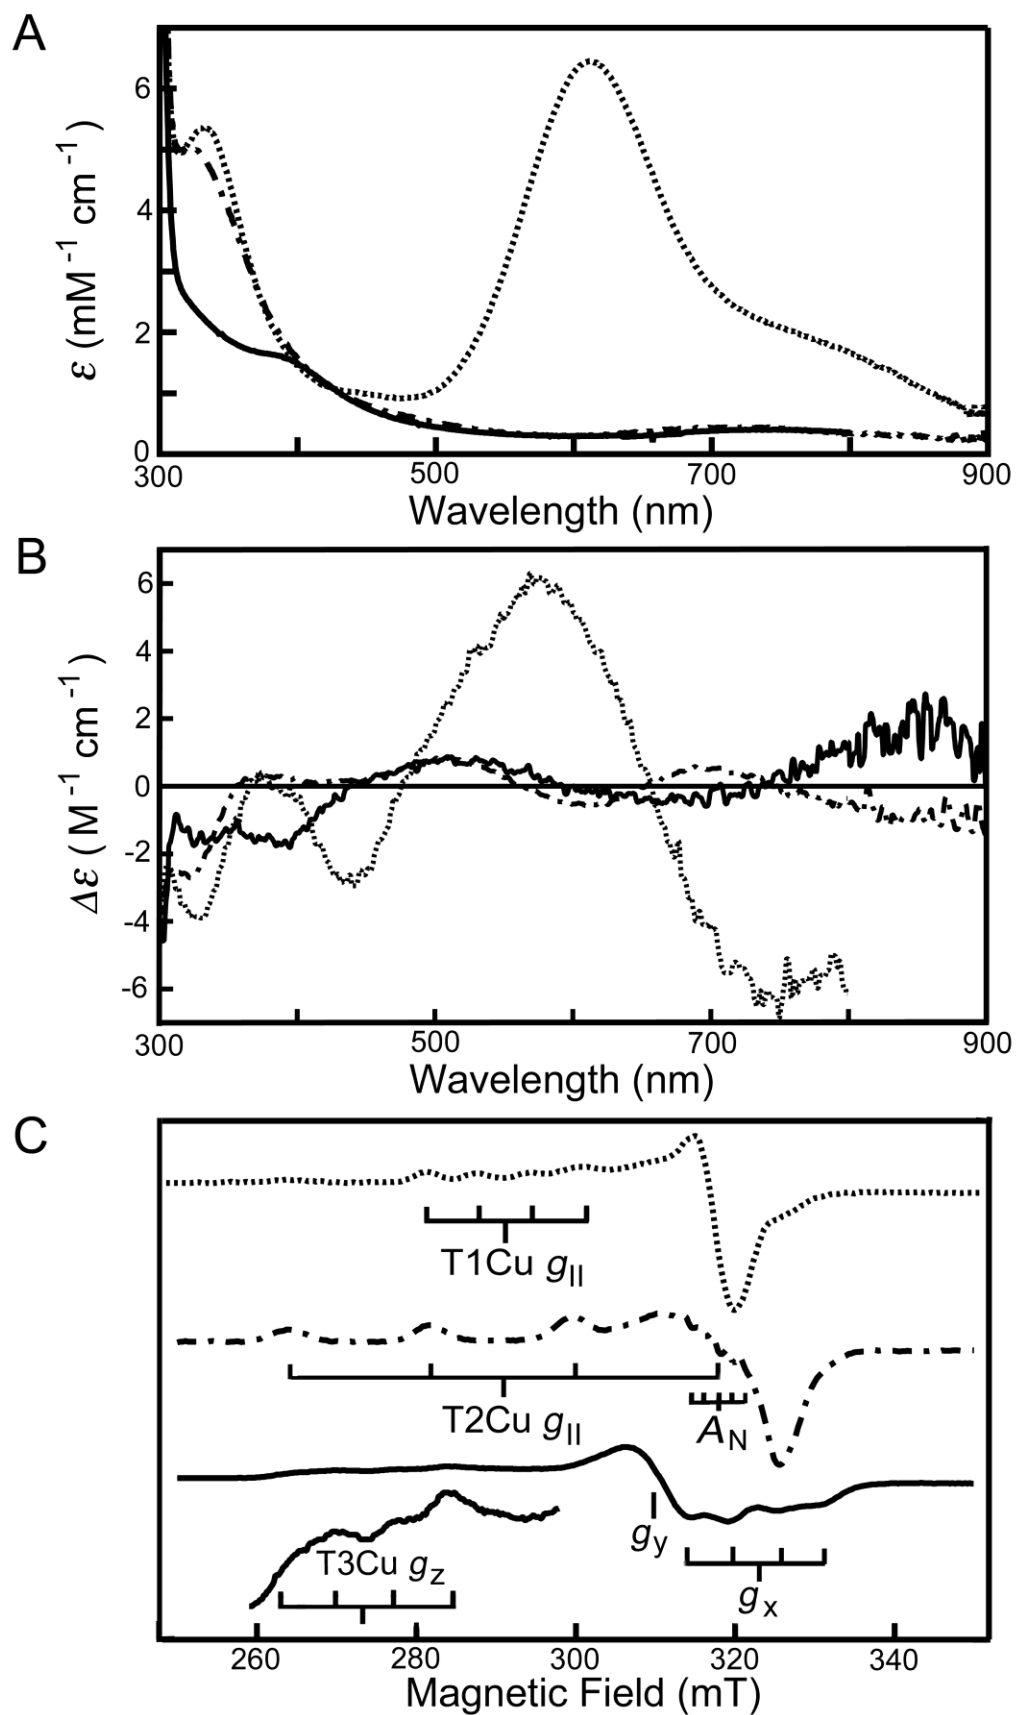 A
6
4
2
0
ε (mM⁻¹ cm⁻¹)
300 500 700 900
Wavelength (nm)
B
6
4
2
0
-2
-4
-6
Δε ( M⁻¹ cm⁻¹)
300 500 700 900
Wavelength (nm)
C
T1Cu g||
T2Cu g||
AN
gy
T3Cu gz
gx
260 280 300 320 340
Magnetic Field (mT)